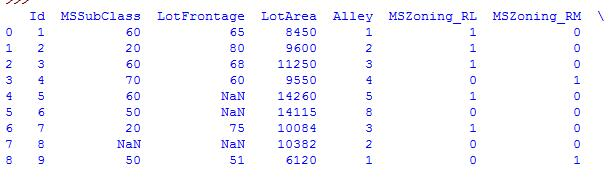 >>>
Id MSSubClass LotFrontage LotArea Alley MSZoning_RL MSZoning_RM \
0 1 60 65 8450 1 1 0
1 2 20 80 9600 2 1 0
2 3 60 68 11250 3 1 0
3 4 70 60 9550 4 0 1
4 5 60 NaN 14260 5 1 0
5 6 50 NaN 14115 8 0 0
6 7 20 75 10084 3 1 0
7 8 NaN NaN 10382 2 0 0
8 9 50 51 6120 1 0 1